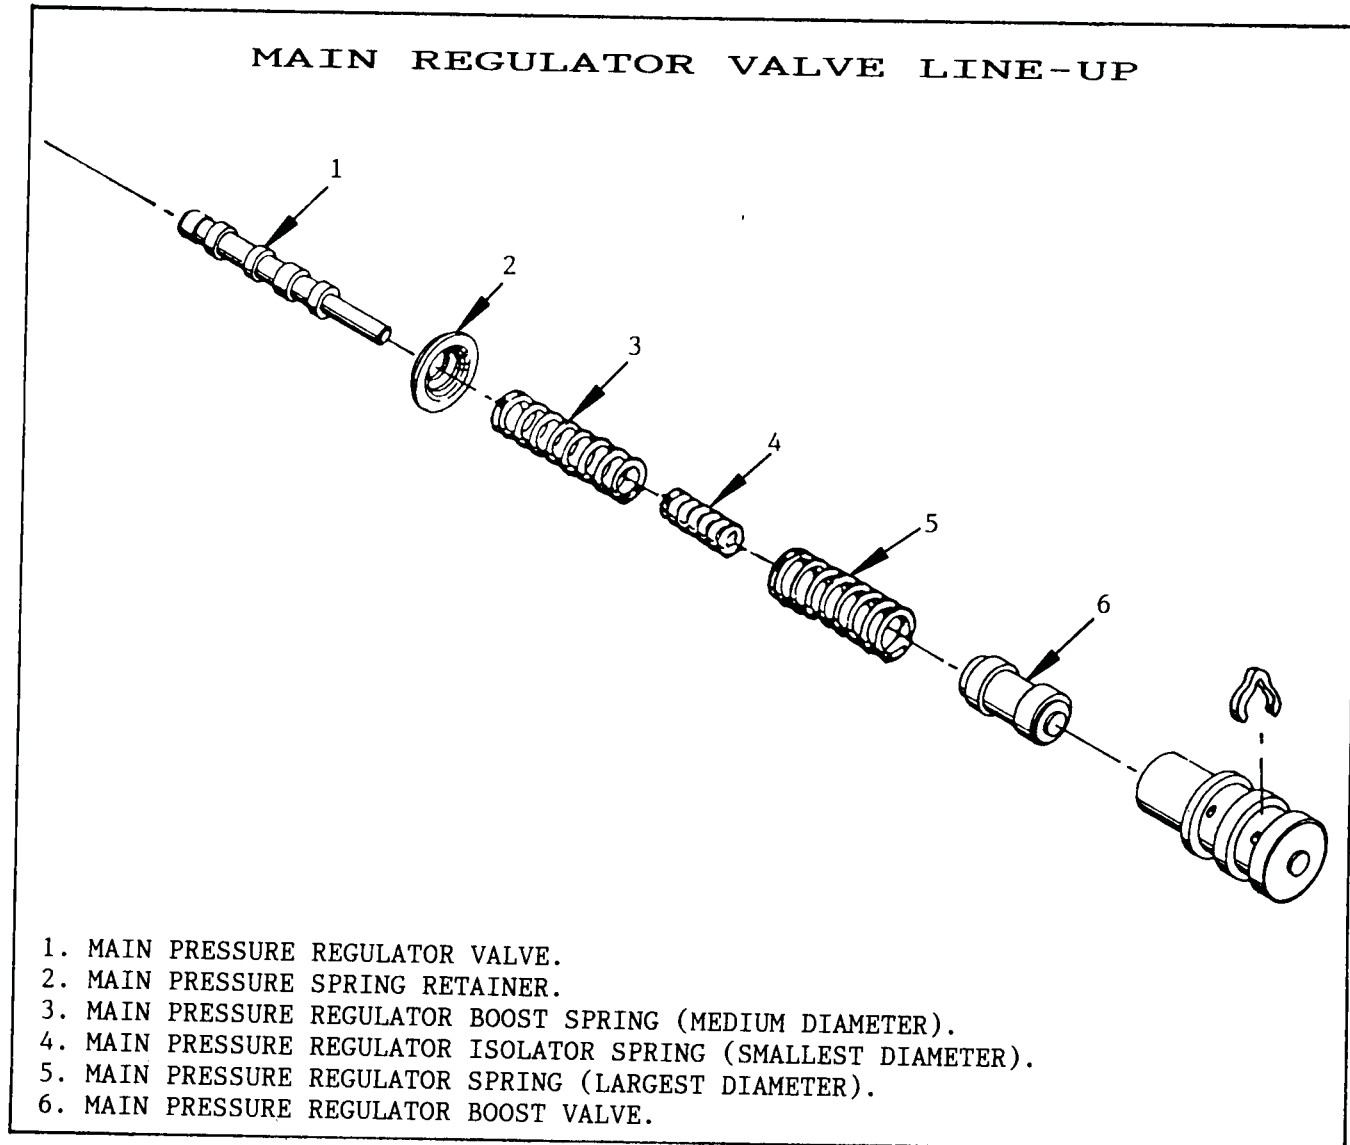 MAIN REGULATOR VALVE LINE-UP
1
2
3
4
5
6
1. MAIN PRESSURE REGULATOR VALVE.
2. MAIN PRESSURE SPRING RETAINER.
3. MAIN PRESSURE REGULATOR BOOST SPRING (MEDIUM DIAMETER).
4. MAIN PRESSURE REGULATOR ISOLATOR SPRING (SMALLEST DIAMETER).
5. MAIN PRESSURE REGULATOR SPRING (LARGEST DIAMETER).
6. MAIN PRESSURE REGULATOR BOOST VALVE.